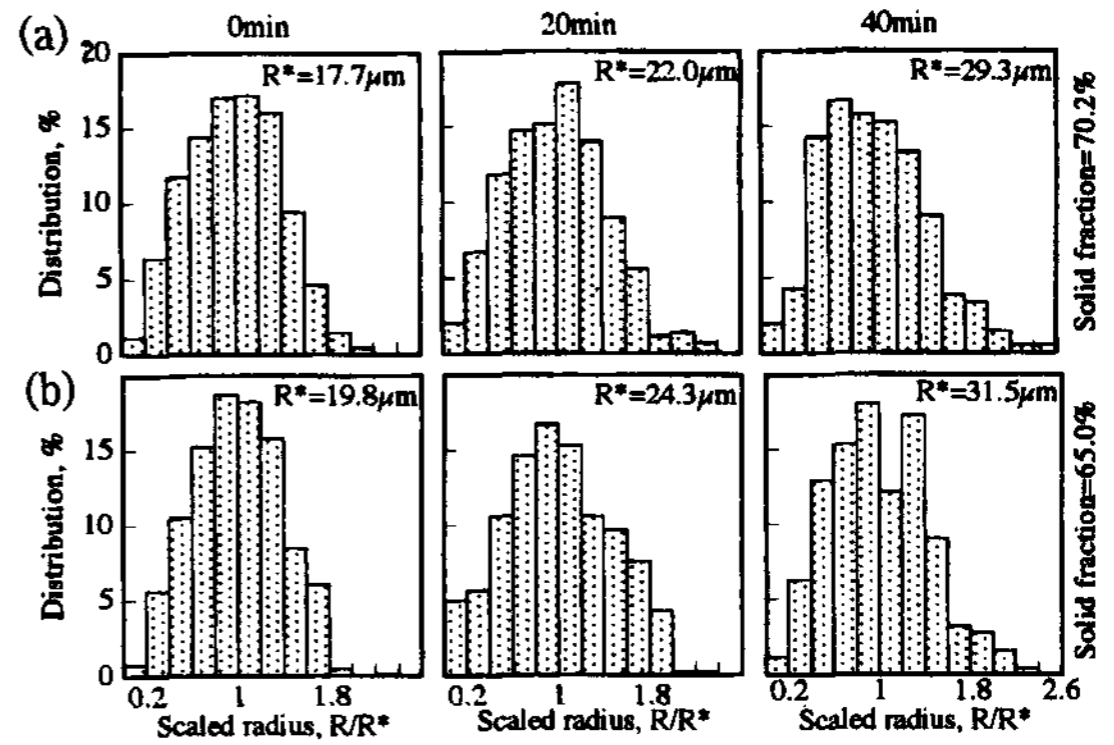 0min 20min 40min
(a)
20 R*=17.7μm R*=22.0μm R*=29.3μm
15
10
5
0
Distribution, %
Solid fraction=70.2%
(b)
R*=19.8μm R*=24.3μm R*=31.5μm
15
10
5
0
Distribution, %
Solid fraction=65.0%
0.2 1 1.8 0.2 1 1.8 0.2 1 1.8 2.6
Scaled radius, R/R* Scaled radius, R/R* Scaled radius, R/R*